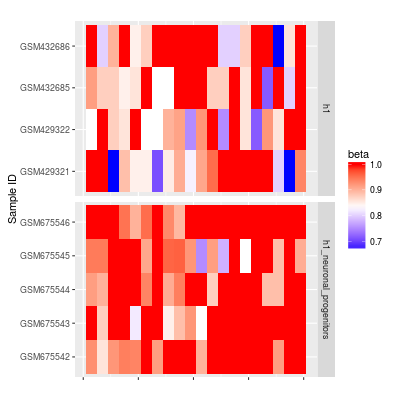 GSM432686
GSM432685
GSM429322
GSM429321
h1
GSM675546
GSM675545
GSM675544
GSM675543
GSM675542
h1_neuronal_progenitors
Sample ID
beta
1.0
0.9
0.8
0.7